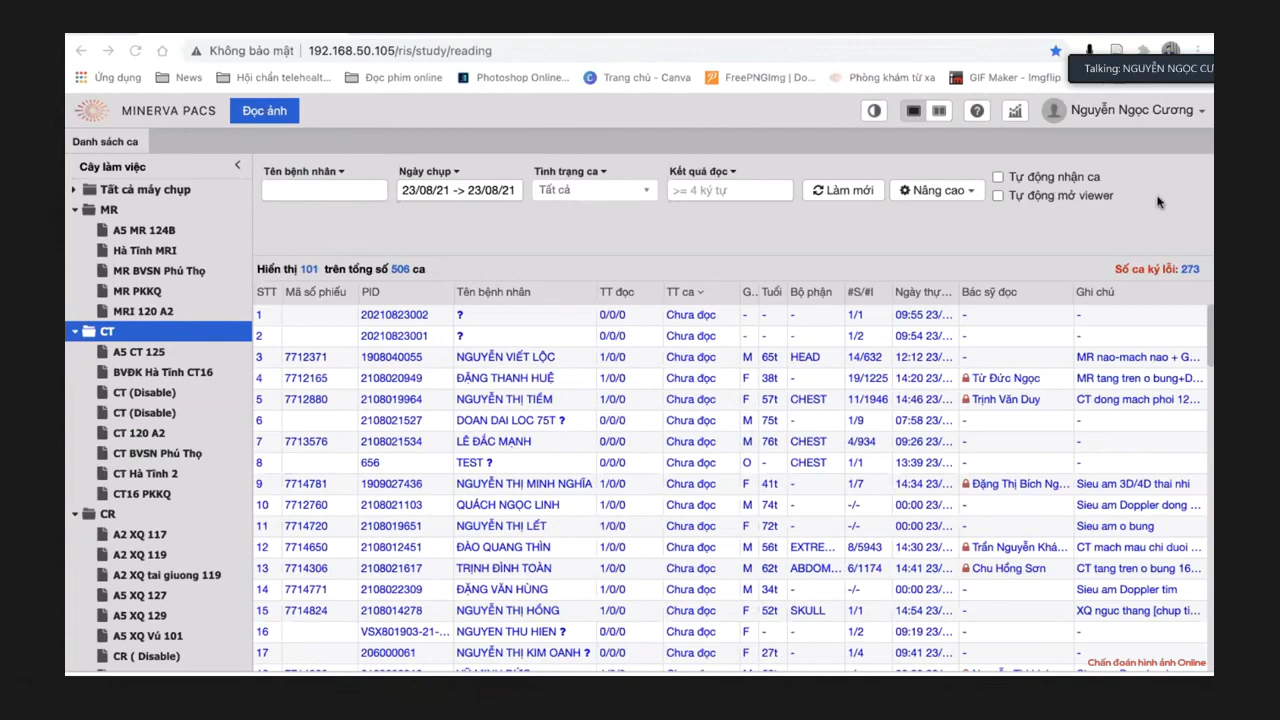 Không bảo mật | 192.168.50.105/ris/study/reading
Ứng dụng News Hội chẩn telehealt... Đọc phim online Photoshop Online... Trang chủ - Canva FreePNGImg | Do... Phòng khám từ xa GIF Maker - Imgflip
Talking: NGUYỄN NGỌC CƯ
MINERVA PACS Đọc ảnh Nguyễn Ngọc Cương
Danh sách ca
Cây làm việc
Tất cả máy chụp
MR
A5 MR 124B
Hà Tĩnh MRI
MR BVSN Phú Thọ
MR PKKQ
MRI 120 A2
CT
A5 CT 125
BVĐK Hà Tĩnh CT16
CT (Disable)
CT (Disable)
CT 120 A2
CT BVSN Phú Thọ
CT Hà Tĩnh 2
CT16 PKKQ
CR
A2 XQ 117
A2 XQ 119
A2 XQ tai giuong 119
A5 XQ 127
A5 XQ 129
A5 XQ Vú 101
CR ( Disable)
Tên bệnh nhân Ngày chụp Tình trạng ca Kết quả đọc
23/08/21 -> 23/08/21 Tất cả >= 4 ký tự Làm mới Nâng cao
Tự động nhận ca
Tự động mở viewer
Hiển thị 101 trên tổng số 506 ca Số ca ký lỗi: 273
STT Mã số phiếu PID Tên bệnh nhân TT đọc TT ca G.. Tuổi Bộ phận #S/#I Ngày thự... Bác sỹ đọc Ghi chú
1 20210823002 ? 0/0/0 Chưa đọc - - - 1/1 09:55 23/... - -
2 20210823001 ? 0/0/0 Chưa đọc - - - 1/2 09:54 23/... - -
3 7712371 1908040055 NGUYỄN VIẾT LỘC 1/0/0 Chưa đọc M 65t HEAD 14/632 12:12 23/... - MR nao-mach nao + G...
4 7712165 2108020949 ĐẶNG THANH HUỆ 1/0/0 Chưa đọc F 38t - 19/1225 14:20 23/... Từ Đức Ngọc MR tang tren o bung+D...
5 7712880 2108019964 NGUYỄN THỊ TIẾM 1/0/0 Chưa đọc F 57t CHEST 11/1946 14:46 23/... Trịnh Văn Duy CT dong mach phoi 12...
6 2108021527 DOAN DAI LOC 75T ? 0/0/0 Chưa đọc M 75t - 1/9 07:58 23/... - -
7 7713576 2108021534 LÊ ĐẮC MẠNH 1/0/0 Chưa đọc M 76t CHEST 4/934 09:26 23/... - -
8 656 TEST ? 0/0/0 Chưa đọc O - CHEST 1/1 13:39 23/... - -
9 7714781 1909027436 NGUYỄN THỊ MINH NGHĨA 1/0/0 Chưa đọc F 41t - 1/7 14:34 23/... Đặng Thị Bích Ng... Sieu am 3D/4D thai nhi
10 7712760 2108021103 QUÁCH NGỌC LINH 1/0/0 Chưa đọc M 74t - -/- 00:00 23/... - Sieu am Doppler dong ...
11 7714720 2108019651 NGUYỄN THỊ LẾT 1/0/0 Chưa đọc F 72t - -/- 00:00 23/... - Sieu am o bung
12 7714650 2108012451 ĐÀO QUANG THÌN 1/0/0 Chưa đọc M 56t EXTRE... 8/5943 14:30 23/... Trần Nguyễn Khá... CT mach mau chi duoi ...
13 7714306 2108021617 TRỊNH ĐÌNH TOÀN 1/0/0 Chưa đọc M 62t ABDOM... 6/1174 14:41 23/... Chu Hồng Sơn CT tang tren o bung 16...
14 7714771 2108022309 ĐẶNG VĂN HÙNG 1/0/0 Chưa đọc M 34t - -/- 00:00 23/... - Sieu am Doppler tim
15 7714824 2108014278 NGUYỄN THỊ HỒNG 1/0/0 Chưa đọc F 52t SKULL 1/1 14:54 23/... - XQ nguc thang [chup ti...
16 VSX801903-21-... NGUYEN THU HIEN ? 0/0/0 Chưa đọc F - - 1/2 09:19 23/... - -
17 206000061 NGUYỄN THỊ KIM OANH ? 0/0/0 Chưa đọc F 27t - 1/4 09:41 23/... - -
Chẩn đoán hình ảnh Online